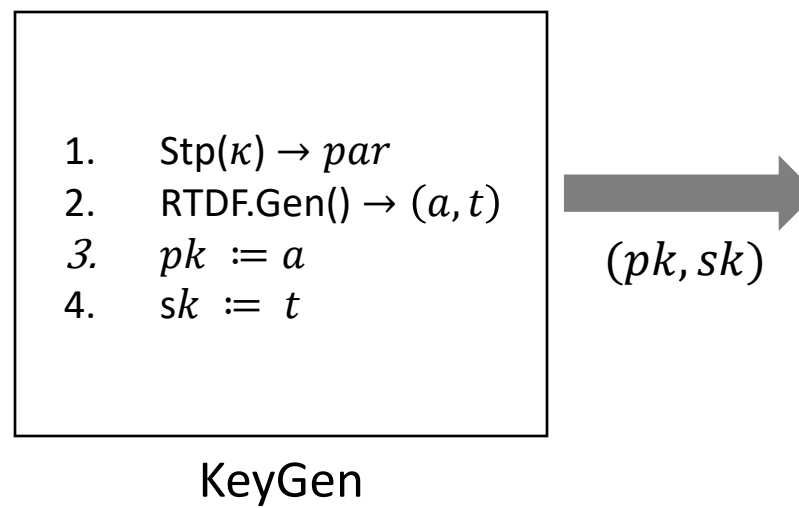 1. Stp(κ) → par
2. RTDF.Gen() → (a, t)
3. pk ≔ a
4. sk ≔ t
(pk, sk)
KeyGen